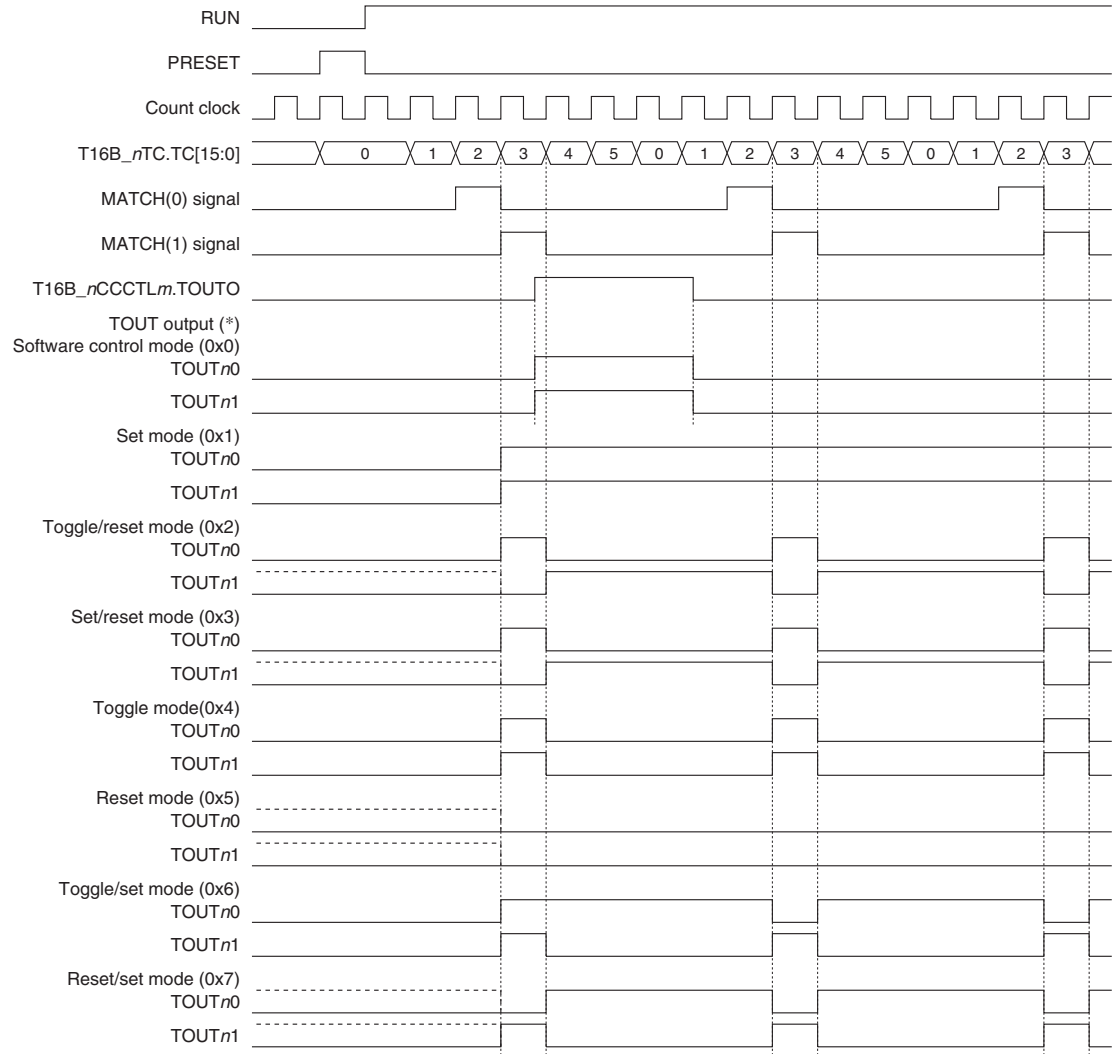 RUN
PRESET
Count clock
T16B_nTC.TC[15:0] 0 1 2 3 4 5 0 1 2 3 4 5 0 1 2 3
MATCH(0) signal
MATCH(1) signal
T16B_nCCCTLm.TOUTO
TOUT output (*)
Software control mode (0x0)
TOUTn0
TOUTn1
Set mode (0x1)
TOUTn0
TOUTn1
Toggle/reset mode (0x2)
TOUTn0
TOUTn1
Set/reset mode (0x3)
TOUTn0
TOUTn1
Toggle mode(0x4)
TOUTn0
TOUTn1
Reset mode (0x5)
TOUTn0
TOUTn1
Toggle/set mode (0x6)
TOUTn0
TOUTn1
Reset/set mode (0x7)
TOUTn0
TOUTn1